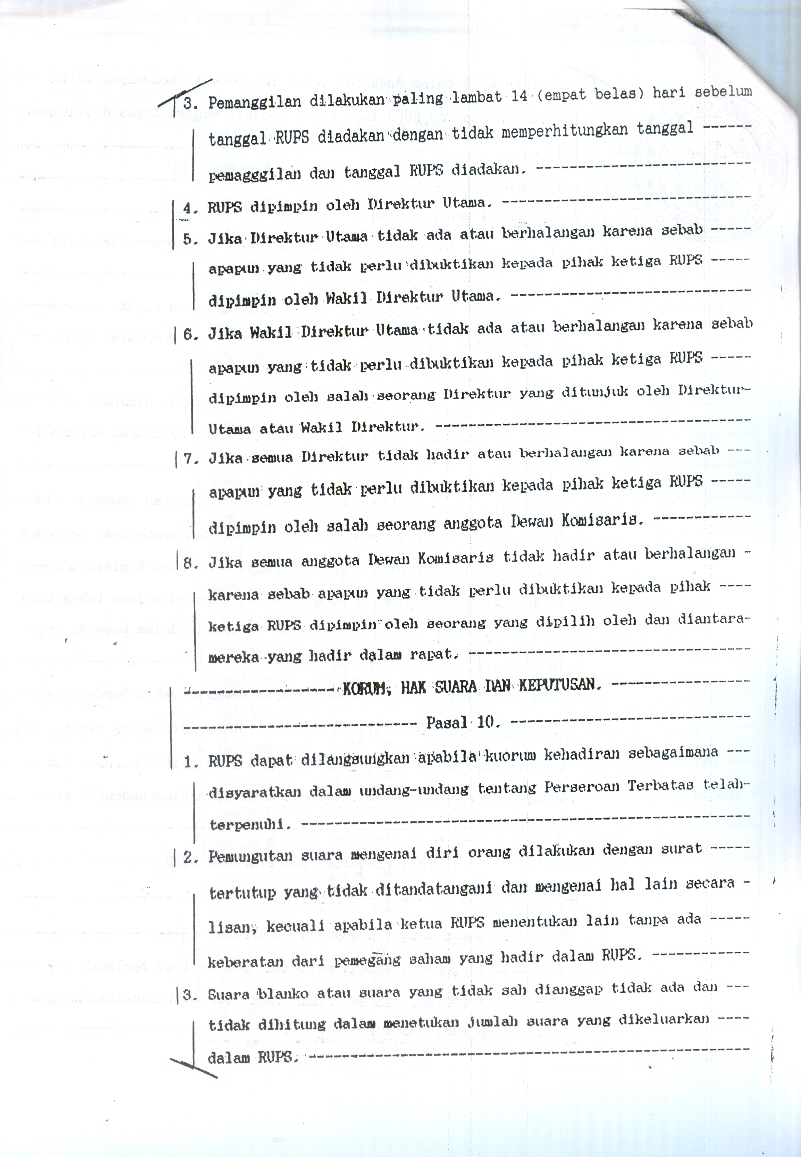 3. Pemanggilan dilakukan paling lambat 14 (empat belas) hari sebelum
tanggal RUPS diadakan dengan tidak memperhitungkan tanggal ------
pemagggilan dan tanggal RUPS diadakan. ---------------------------
4. RUPS dipimpin oleh Direktur Utama. -------------------------------
5. Jika Direktur Utama tidak ada atau berhalangan karena sebab -----
apapun yang tidak perlu dibuktikan kepada pihak ketiga RUPS -----
dipimpin oleh Wakil Direktur Utama. ------------------------------
6. Jika Wakil Direktur Utama tidak ada atau berhalangan karena sebab
apapun yang tidak perlu dibuktikan kepada pihak ketiga RUPS -----
dipimpin oleh salah seorang Direktur yang ditunjuk oleh Direktur-
Utama atau Wakil Direktur. ---------------------------------------
7. Jika semua Direktur tidak hadir atau berhalangan karena sebab ---
apapun yang tidak perlu dibuktikan kepada pihak ketiga RUPS -----
dipimpin oleh salah seorang anggota Dewan Komisaris. ------------
8. Jika semua anggota Dewan Komisaris tidak hadir atau berhalangan -
karena sebab apapun yang tidak perlu dibuktikan kepada pihak ----
ketiga RUPS dipimpin oleh seorang yang dipilih oleh dan diantara-
mereka yang hadir dalam rapat. -----------------------------------
------------------- KORUM, HAK SUARA DAN KEPUTUSAN. -----------------
----------------------------- Pasal 10. -----------------------------
1. RUPS dapat dilangsungkan apabila kuorum kehadiran sebagaimana ---
disyaratkan dalam undang-undang tentang Perseroan Terbatas telah-
terpenuhi. -------------------------------------------------------
2. Pemungutan suara mengenai diri orang dilakukan dengan surat -----
tertutup yang tidak ditandatangani dan mengenai hal lain secara -
lisan, kecuali apabila ketua RUPS menentukan lain tanpa ada -----
keberatan dari pemegang saham yang hadir dalam RUPS. ------------
3. Suara blanko atau suara yang tidak sah dianggap tidak ada dan ---
tidak dihitung dalam menetukan jumlah suara yang dikeluarkan ----
dalam RUPS. ------------------------------------------------------